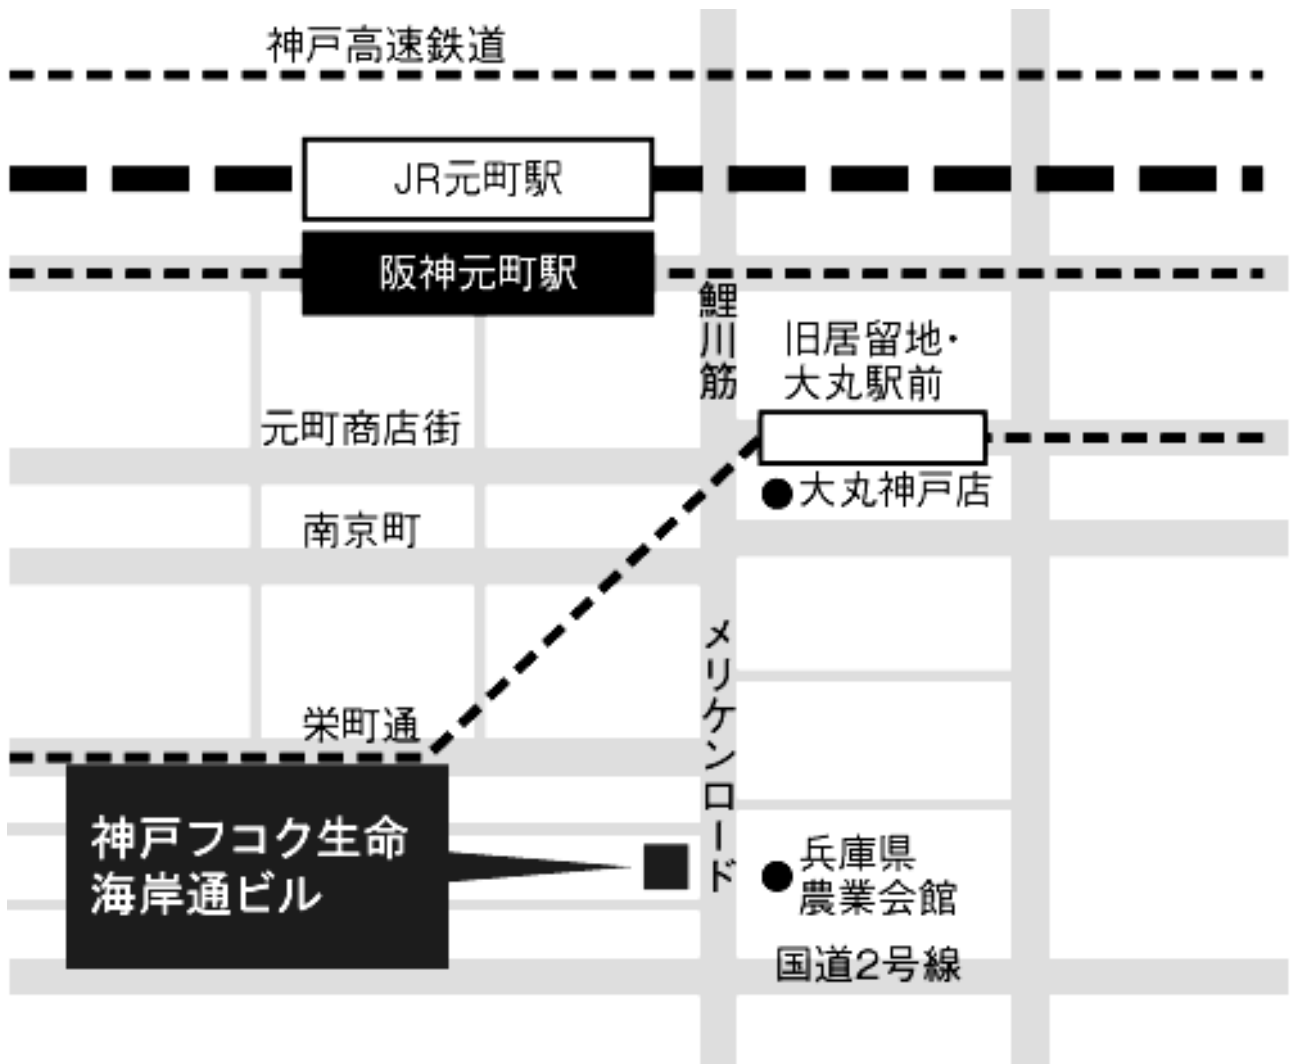 神戸高速鉄道
JR元町駅
阪神元町駅
鯉川筋
旧居留地・
大丸駅前
元町商店街
大丸神戸店
南京町
メリケンロード
栄町通
神戸フコク生命
海岸通ビル
兵庫県
農業会館
国道2号線